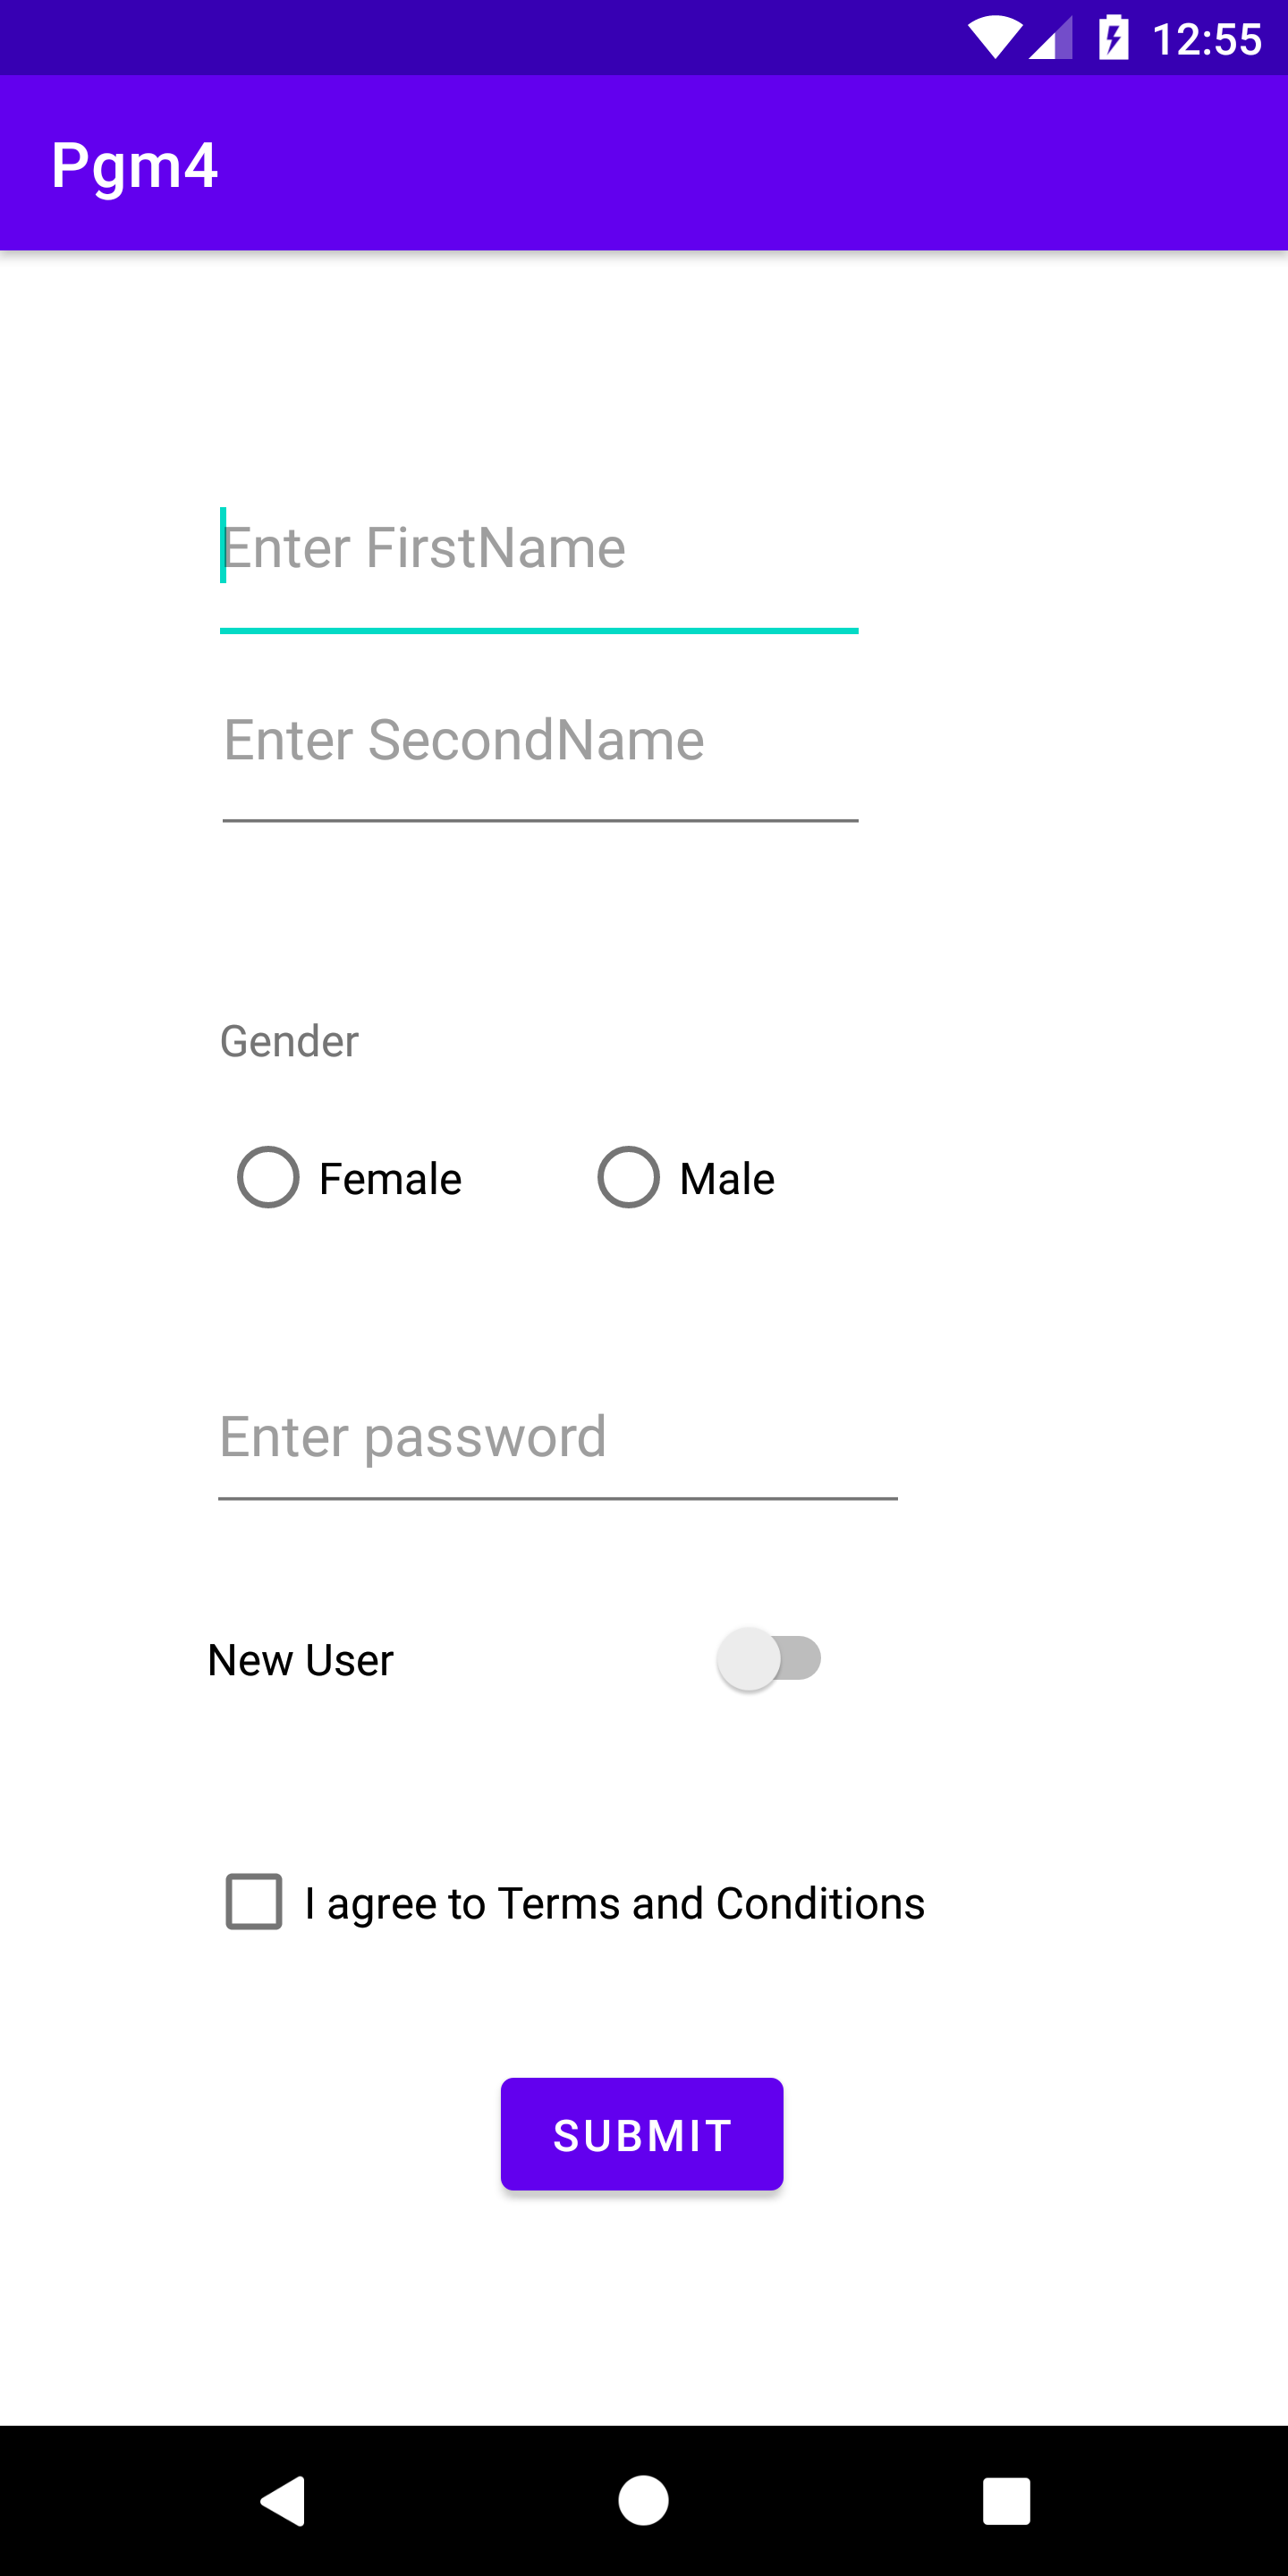 12:55
Pgm4
Enter FirstName
Enter SecondName
Gender
Female Male
Enter password
New User
I agree to Terms and Conditions
SUBMIT